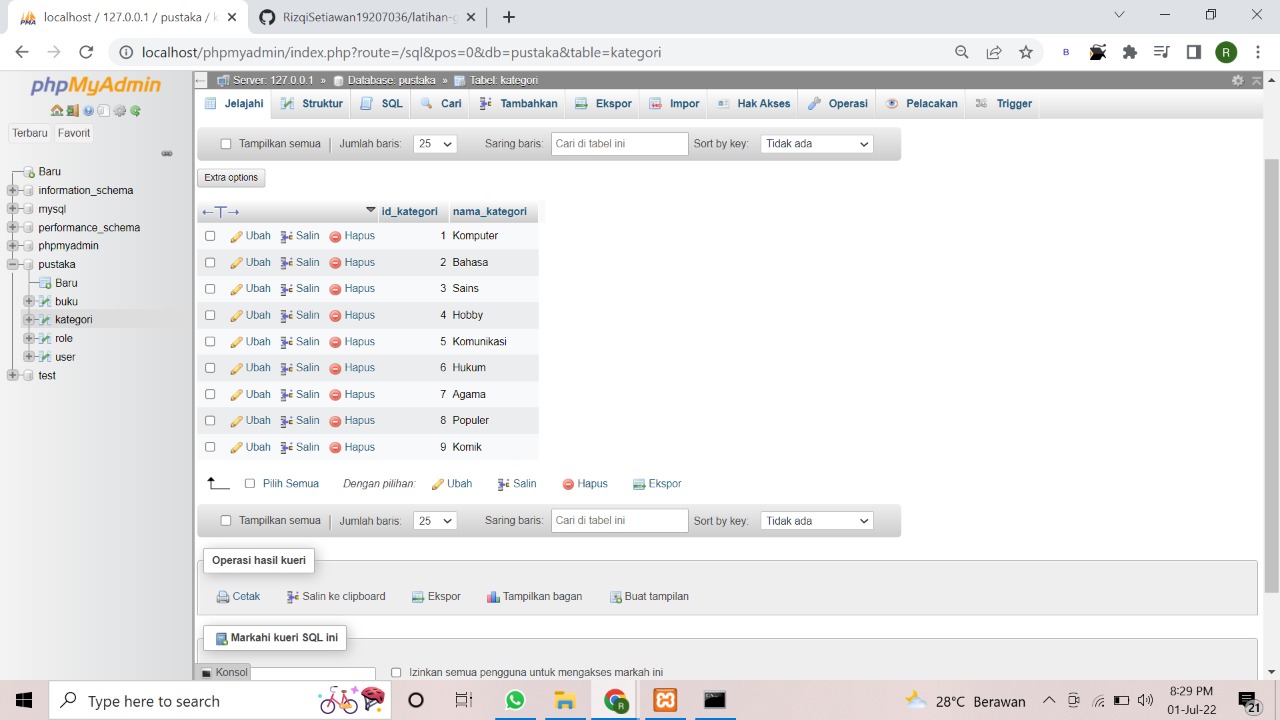 localhost / 127.0.0.1 / pustaka / k
RizqiSetiawan19207036/latihan-g
localhost/phpmyadmin/index.php?route=/sql&pos=0&db=pustaka&table=kategori
B
R
phpMyAdmin
Terbaru Favorit
Baru
information_schema
mysql
performance_schema
phpmyadmin
pustaka
Baru
buku
kategori
role
user
test
Server: 127.0.0.1 » Database: pustaka » Tabel: kategori
Jelajahi Struktur SQL Cari Tambahkan Ekspor Impor Hak Akses Operasi Pelacakan Trigger
Tampilkan semua | Jumlah baris: 25 Saring baris: Cari di tabel ini Sort by key: Tidak ada
Extra options
←T→ id_kategori nama_kategori
Ubah Salin Hapus 1 Komputer
Ubah Salin Hapus 2 Bahasa
Ubah Salin Hapus 3 Sains
Ubah Salin Hapus 4 Hobby
Ubah Salin Hapus 5 Komunikasi
Ubah Salin Hapus 6 Hukum
Ubah Salin Hapus 7 Agama
Ubah Salin Hapus 8 Populer
Ubah Salin Hapus 9 Komik
Pilih Semua Dengan pilihan: Ubah Salin Hapus Ekspor
Tampilkan semua | Jumlah baris: 25 Saring baris: Cari di tabel ini Sort by key: Tidak ada
Operasi hasil kueri
Cetak Salin ke clipboard Ekspor Tampilkan bagan Buat tampilan
Markahi kueri SQL ini
Konsol Izinkan semua pengguna untuk mengakses markah ini
Type here to search
28°C Berawan
8:29 PM
01-Jul-22
21